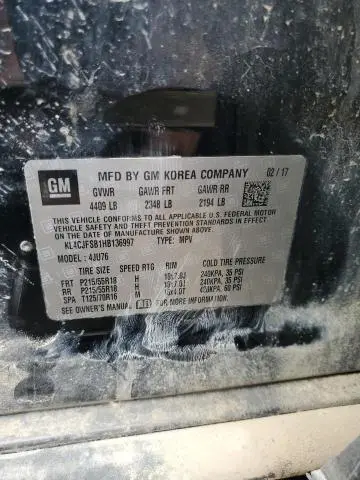 GM
MFD BY GM KOREA COMPANY 02/17
GVWR GAWR FRT GAWR RR
4409 LB 2348 LB 2194 LB
THIS VEHICLE CONFORMS TO ALL APPLICABLE U.S. FEDERAL MOTOR
VEHICLE SAFETY, BUMPER, AND THEFT PREVENTION STANDARDS
IN EFFECT ON THE DATE OF MANUFACTURE SHOWN ABOVE.
KL4CJFSB1HB136997 TYPE: MPV
MODEL: 4JU76
TIRE SIZE SPEED RTG RIM COLD TIRE PRESSURE
FRT P215/55R18 H 240KPA, 35 PSI
RR P215/55R18 H 240KPA, 35 PSI
SPA T125/70R16 M 60 PSI
SEE OWNER'S MANUAL FOR ADDITIONAL INFORMATION.